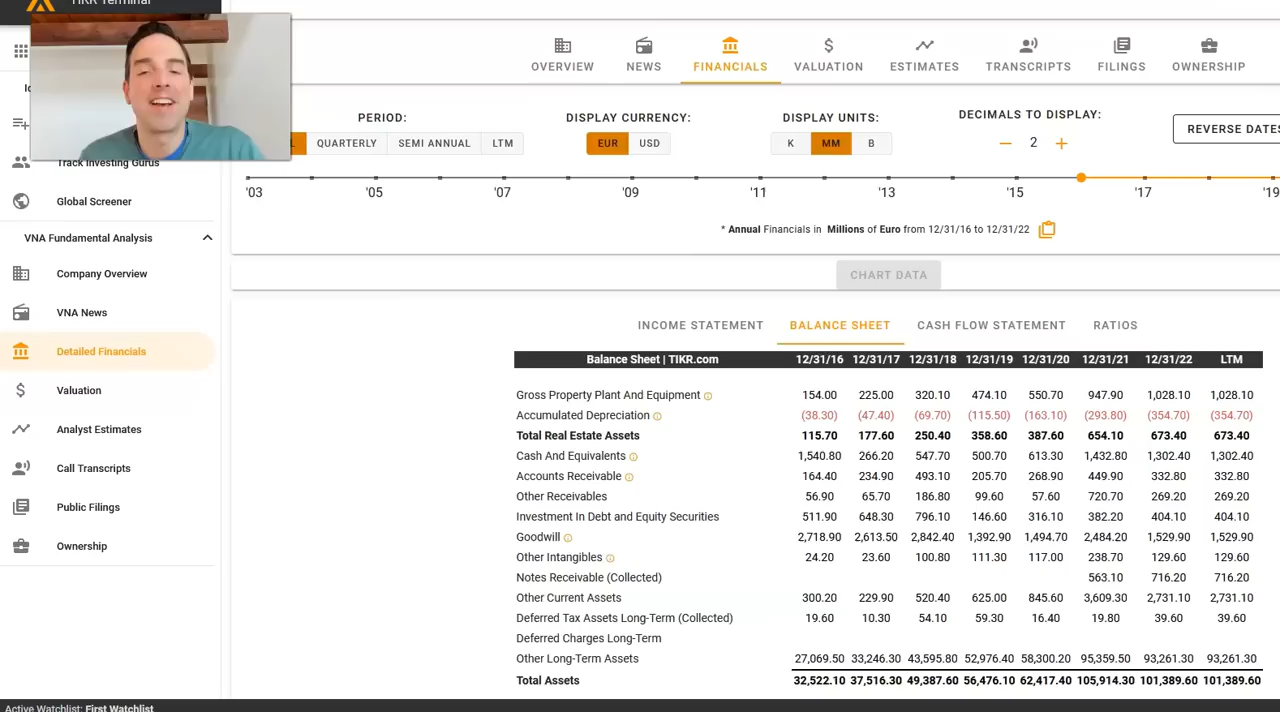 TIKR Terminal
OVERVIEW NEWS FINANCIALS VALUATION ESTIMATES TRANSCRIPTS FILINGS OWNERSHIP
PERIOD: DISPLAY CURRENCY: DISPLAY UNITS: DECIMALS TO DISPLAY:
QUARTERLY SEMI ANNUAL LTM EUR USD K MM B 2 REVERSE DATES
Track Investing Gurus
Global Screener
'03 '05 '07 '09 '11 '13 '15 '17 '19
* Annual Financials in Millions of Euro from 12/31/16 to 12/31/22
VNA Fundamental Analysis
Company Overview
VNA News
Detailed Financials
Valuation
Analyst Estimates
Call Transcripts
Public Filings
Ownership
CHART DATA
INCOME STATEMENT BALANCE SHEET CASH FLOW STATEMENT RATIOS
Balance Sheet | TIKR.com 12/31/16 12/31/17 12/31/18 12/31/19 12/31/20 12/31/21 12/31/22 LTM
Gross Property Plant And Equipment 154.00 225.00 320.10 474.10 550.70 947.90 1,028.10 1,028.10
Accumulated Depreciation (38.30) (47.40) (69.70) (115.50) (163.10) (293.80) (354.70) (354.70)
Total Real Estate Assets 115.70 177.60 250.40 358.60 387.60 654.10 673.40 673.40
Cash And Equivalents 1,540.80 266.20 547.70 500.70 613.30 1,432.80 1,302.40 1,302.40
Accounts Receivable 164.40 234.90 493.10 205.70 268.90 449.90 332.80 332.80
Other Receivables 56.90 65.70 186.80 99.60 57.60 720.70 269.20 269.20
Investment In Debt and Equity Securities 511.90 648.30 796.10 146.60 316.10 382.20 404.10 404.10
Goodwill 2,718.90 2,613.50 2,842.40 1,392.90 1,494.70 2,484.20 1,529.90 1,529.90
Other Intangibles 24.20 23.60 100.80 111.30 117.00 238.70 129.60 129.60
Notes Receivable (Collected) 563.10 716.20 716.20
Other Current Assets 300.20 229.90 520.40 625.00 845.60 3,609.30 2,731.10 2,731.10
Deferred Tax Assets Long-Term (Collected) 19.60 10.30 54.10 59.30 16.40 19.80 39.60 39.60
Deferred Charges Long-Term
Other Long-Term Assets 27,069.50 33,246.30 43,595.80 52,976.40 58,300.20 95,359.50 93,261.30 93,261.30
Total Assets 32,522.10 37,516.30 49,387.60 56,476.10 62,417.40 105,914.30 101,389.60 101,389.60
Active Watchlist: First Watchlist